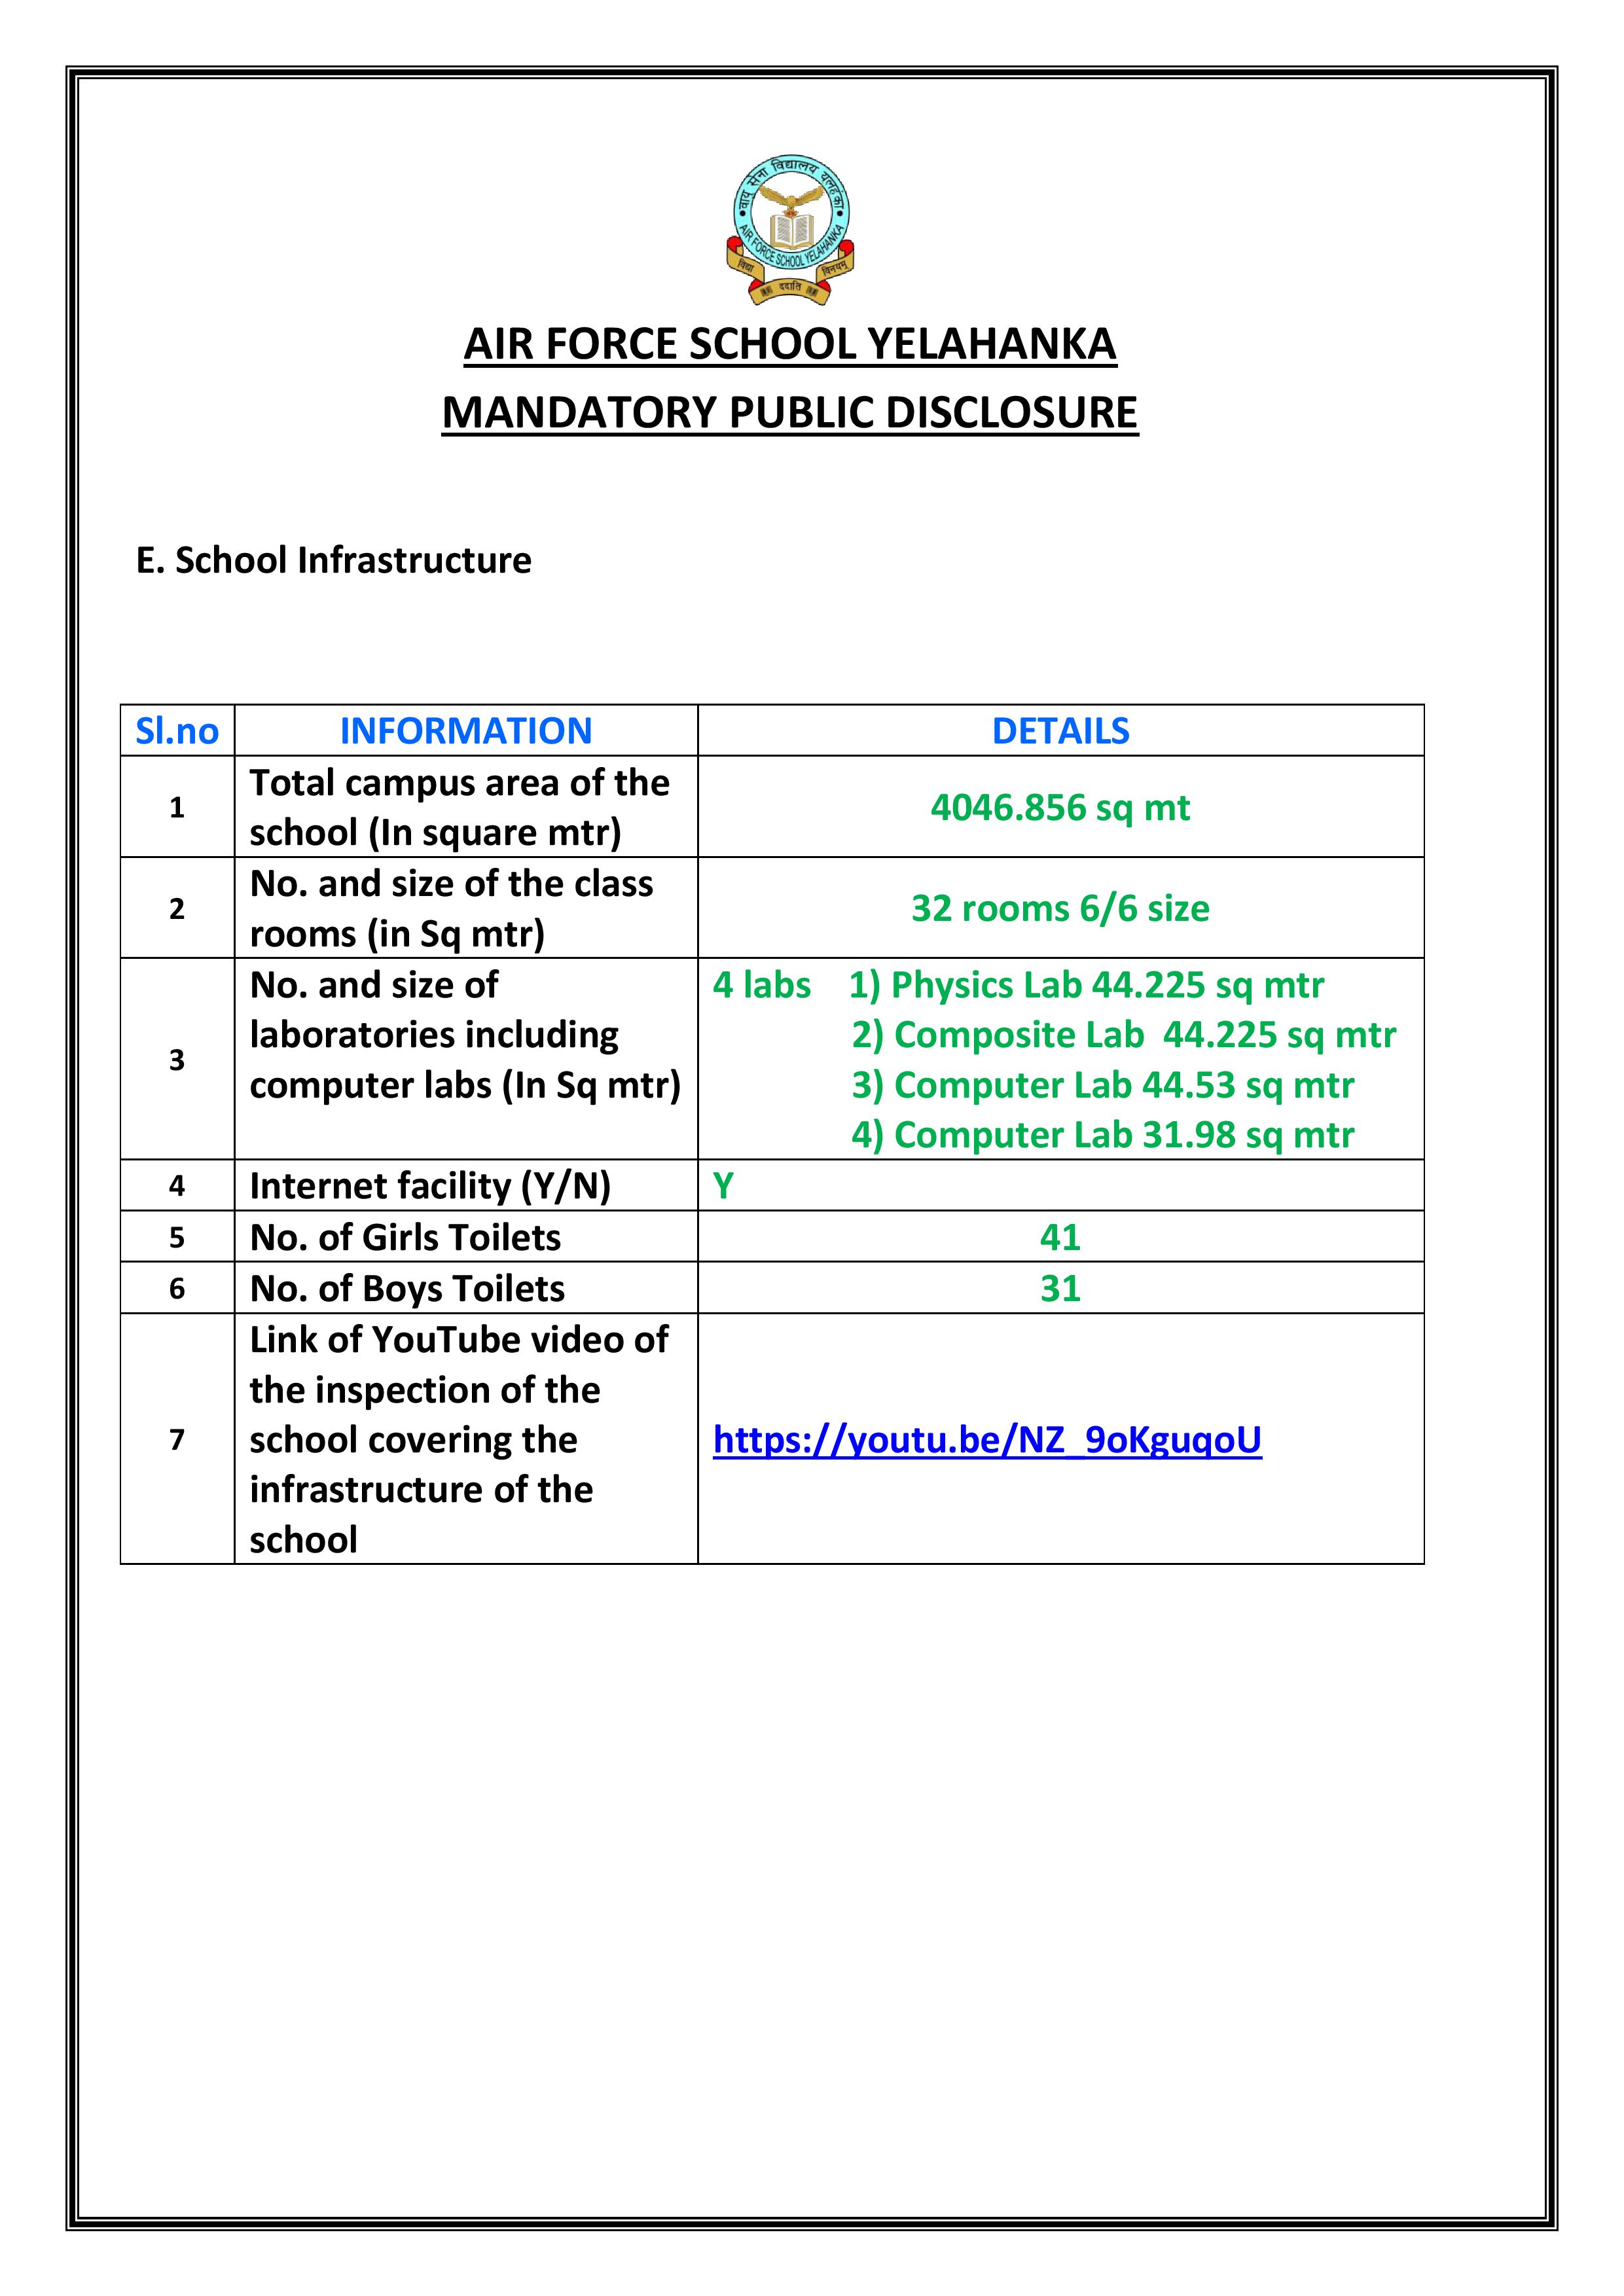 वायु सेना विद्यालय यलहंका
AIR FORCE SCHOOL YELAHANKA
विद्या
ददाति
विनयम्
AIR FORCE SCHOOL YELAHANKA
MANDATORY PUBLIC DISCLOSURE
E. School Infrastructure
Sl.no INFORMATION DETAILS
1 Total campus area of the school (In square mtr) 4046.856 sq mt
2 No. and size of the class rooms (in Sq mtr) 32 rooms 6/6 size
3 No. and size of laboratories including computer labs (In Sq mtr) 4 labs 1) Physics Lab 44.225 sq mtr
2) Composite Lab 44.225 sq mtr
3) Computer Lab 44.53 sq mtr
4) Computer Lab 31.98 sq mtr
4 Internet facility (Y/N) Y
5 No. of Girls Toilets 41
6 No. of Boys Toilets 31
7 Link of YouTube video of the inspection of the school covering the infrastructure of the school https://youtu.be/NZ_9oKguqoU